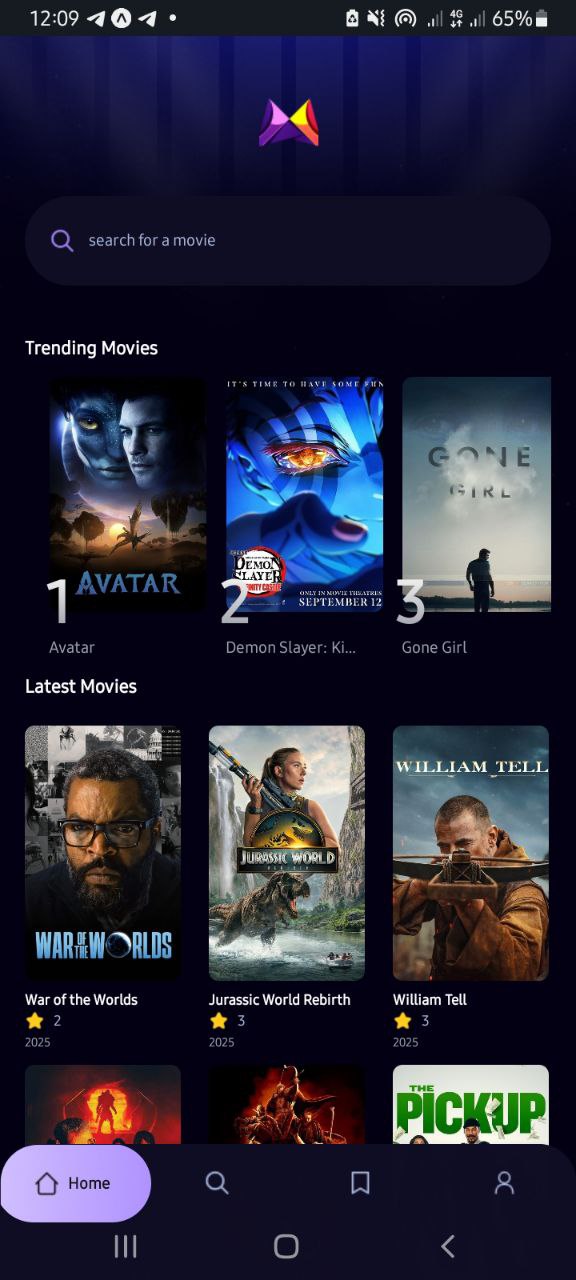 12:09
4G
65%
search for a movie
Trending Movies
AVATAR
1
Avatar
IT'S TIME TO HAVE SOME FUN
DEMON
SLAYER
INFINITY CASTLE
ONLY IN MOVIE THEATRES
SEPTEMBER 12
2
Demon Slayer: Ki...
GONE
GIRL
3
Gone Girl
Latest Movies
WAR OF THE WORLDS
War of the Worlds
2
2025
JURASSIC WORLD
REBIRTH
Jurassic World Rebirth
3
2025
WILLIAM TELL
William Tell
3
2025
THE
PICKUP
Home